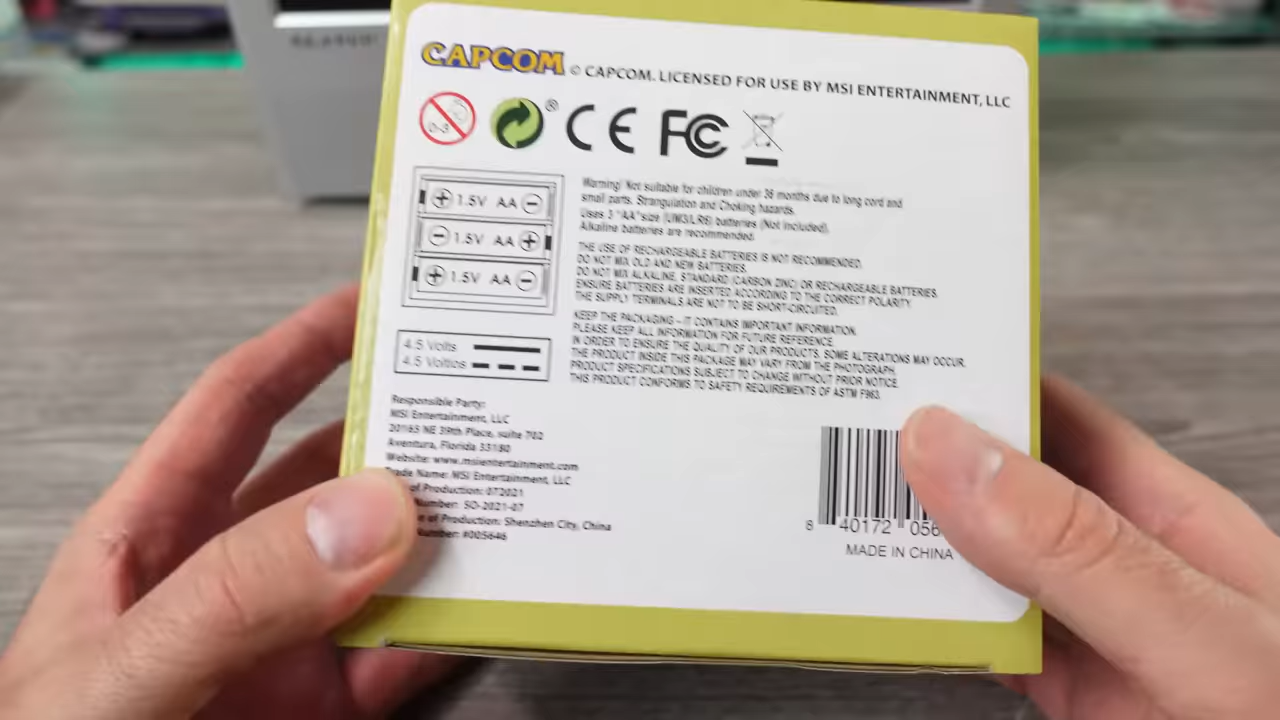 CAPCOM © CAPCOM. LICENSED FOR USE BY MSI ENTERTAINMENT, LLC
0-3 ® CE FC
+ 1.5V AA −
− 1.5V AA +
+ 1.5V AA −
4.5 Volts
4.5 Voltios
Warning! Not suitable for children under 36 months due to long cord and
small parts. Strangulation and Choking hazards.
Uses 3 "AA"size (UM3/LR6) batteries (Not included).
Alkaline batteries are recommended.
THE USE OF RECHARGEABLE BATTERIES IS NOT RECOMMENDED.
DO NOT MIX OLD AND NEW BATTERIES.
DO NOT MIX ALKALINE, STANDARD (CARBON ZINC) OR RECHARGEABLE BATTERIES.
ENSURE BATTERIES ARE INSERTED ACCORDING TO THE CORRECT POLARITY.
THE SUPPLY TERMINALS ARE NOT TO BE SHORT-CIRCUITED.
KEEP THE PACKAGING - IT CONTAINS IMPORTANT INFORMATION.
PLEASE KEEP ALL INFORMATION FOR FUTURE REFERENCE.
IN ORDER TO ENSURE THE QUALITY OF OUR PRODUCTS, SOME ALTERATIONS MAY OCCUR.
THE PRODUCT INSIDE THIS PACKAGE MAY VARY FROM THE PHOTOGRAPH.
PRODUCT SPECIFICATIONS SUBJECT TO CHANGE WITHOUT PRIOR NOTICE.
THIS PRODUCT CONFORMS TO SAFETY REQUIREMENTS OF ASTM F963.
Responsible Party:
MSI Entertainment, LLC
20165 NE 39th Place, suite 702
Aventura, Florida 33180
Website: www.msientertainment.com
Trade Name: MSI Entertainment, LLC
of Production: 072021
Number: SO-2021-07
of Production: Shenzhen City, China
Number: #005646
8 40172 056
MADE IN CHINA